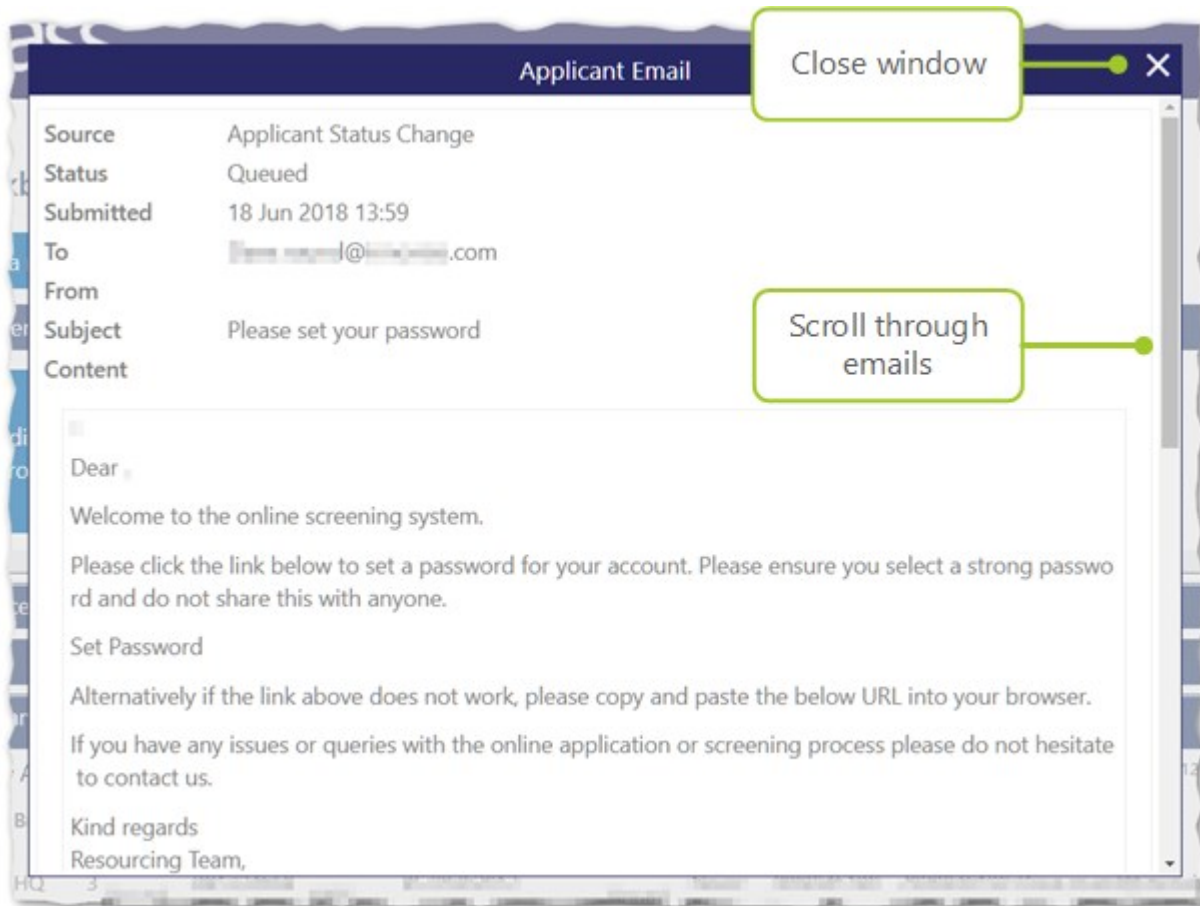 ass
Applicant Email
Close window
Source Applicant Status Change
Status Queued
Submitted 18 Jun 2018 13:59
To @ .com
From
Subject Please set your password
Scroll through
emails
Content
Dear ,
Welcome to the online screening system.
Please click the link below to set a password for your account. Please ensure you select a strong passwo
rd and do not share this with anyone.
Set Password
Alternatively if the link above does not work, please copy and paste the below URL into your browser.
If you have any issues or queries with the online application or screening process please do not hesitate
to contact us.
Kind regards
Resourcing Team,
HQ 3